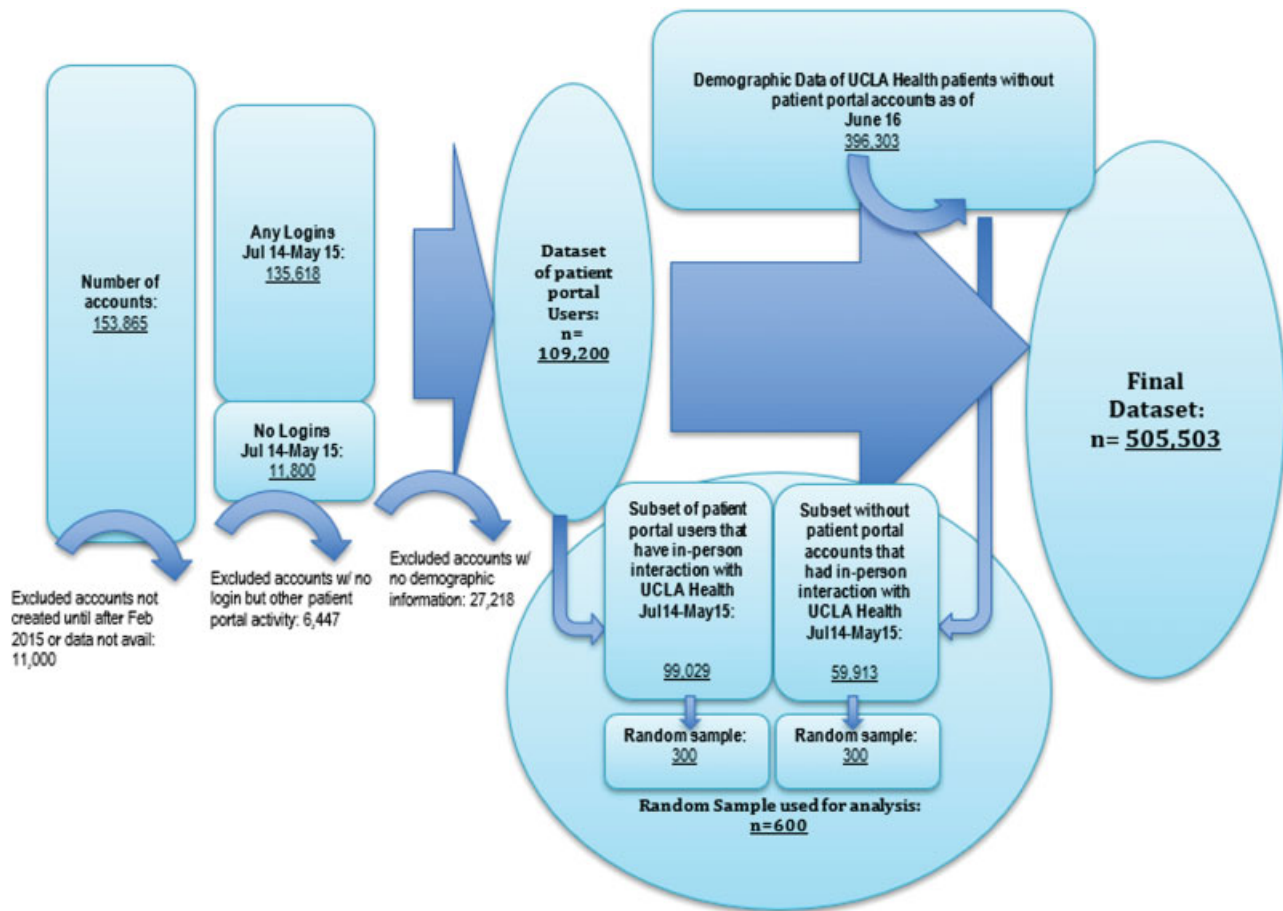 Number of
accounts:
153,865
Excluded accounts not
created until after Feb
2015 or data not avail:
11,000
Any Logins
Jul 14-May 15:
135,618
No Logins
Jul 14-May 15:
11,800
Excluded accounts w/ no
login but other patient
portal activity: 6,447
Excluded accounts w/
no demographic
information: 27,218
Dataset
of patient
portal
Users:
n=
109,200
Demographic Data of UCLA Health patients without
patient portal accounts as of
June 16
396,303
Subset of patient
portal users that
have in-person
interaction with
UCLA Health
Jul14-May15:
99,029
Subset without
patient portal
accounts that
had in-person
interaction with
UCLA Health
Jul14-May15:
59,913
Random sample:
300
Random sample:
300
Random Sample used for analysis:
n=600
Final
Dataset:
n= 505,503